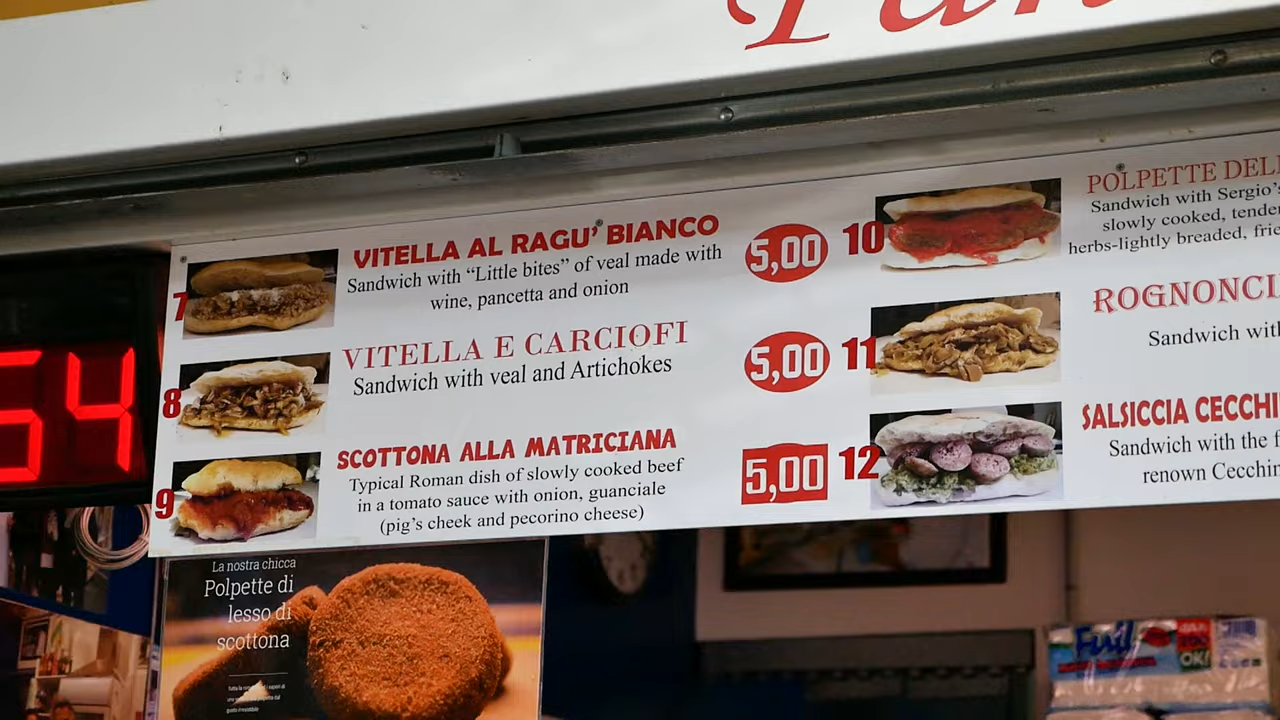 54
7
VITELLA AL RAGU' BIANCO
Sandwich with “Little bites” of veal made with
wine, pancetta and onion
5,00
8
VITELLA E CARCIOFI
Sandwich with veal and Artichokes
5,00
9
SCOTTONA ALLA MATRICIANA
Typical Roman dish of slowly cooked beef
in a tomato sauce with onion, guanciale
(pig's cheek and pecorino cheese)
5,00
10
POLPETTE DELL
Sandwich with Sergio's
slowly cooked, tender
herbs-lightly breaded, frie
11
ROGNONCI
Sandwich wit
12
SALSICCIA CECCHI
Sandwich with the f
renown Cecchin
La nostra chicca
Polpette di
lesso di
scottona
OK!